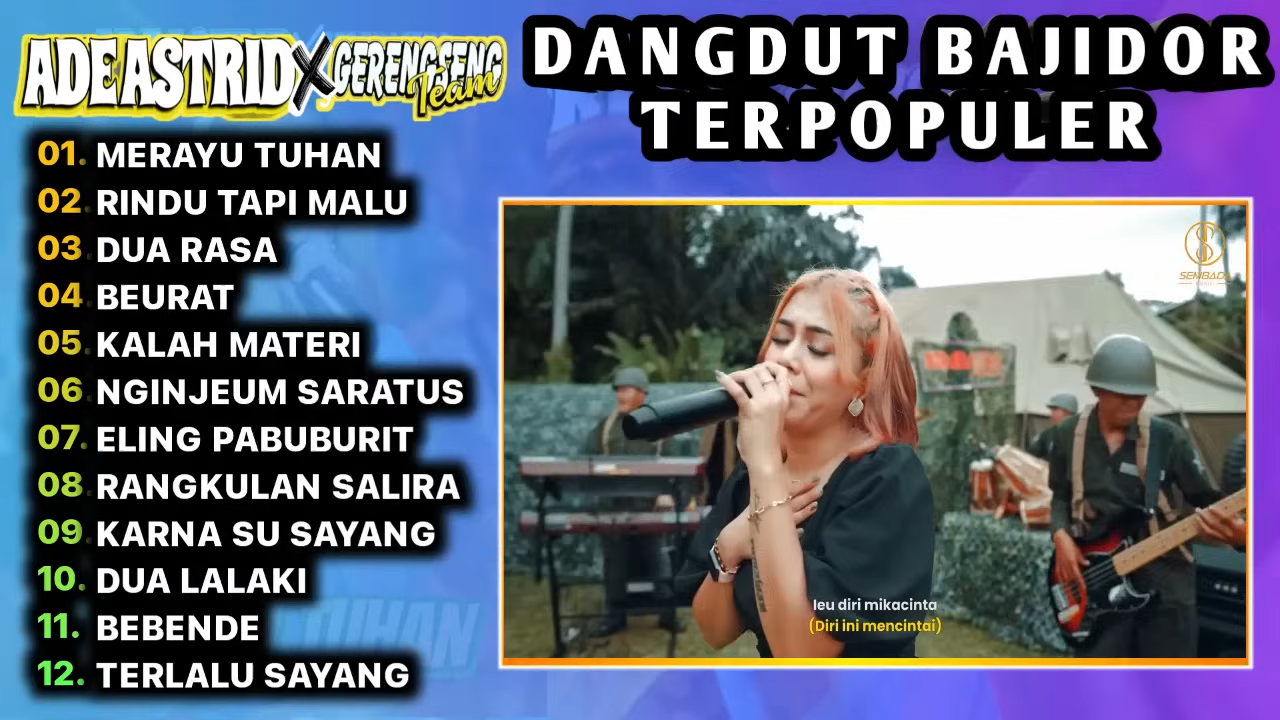 ADE ASTRID X GERENGSENG Team
DANGDUT BAJIDOR
TERPOPULER
01. MERAYU TUHAN
02. RINDU TAPI MALU
03. DUA RASA
04. BEURAT
05. KALAH MATERI
06. NGINJEUM SARATUS
07. ELING PABUBURIT
08. RANGKULAN SALIRA
09. KARNA SU SAYANG
10. DUA LALAKI
11. BEBENDE
12. TERLALU SAYANG
SEMBADA
Ieu diri mikacinta
(Diri ini mencintai)